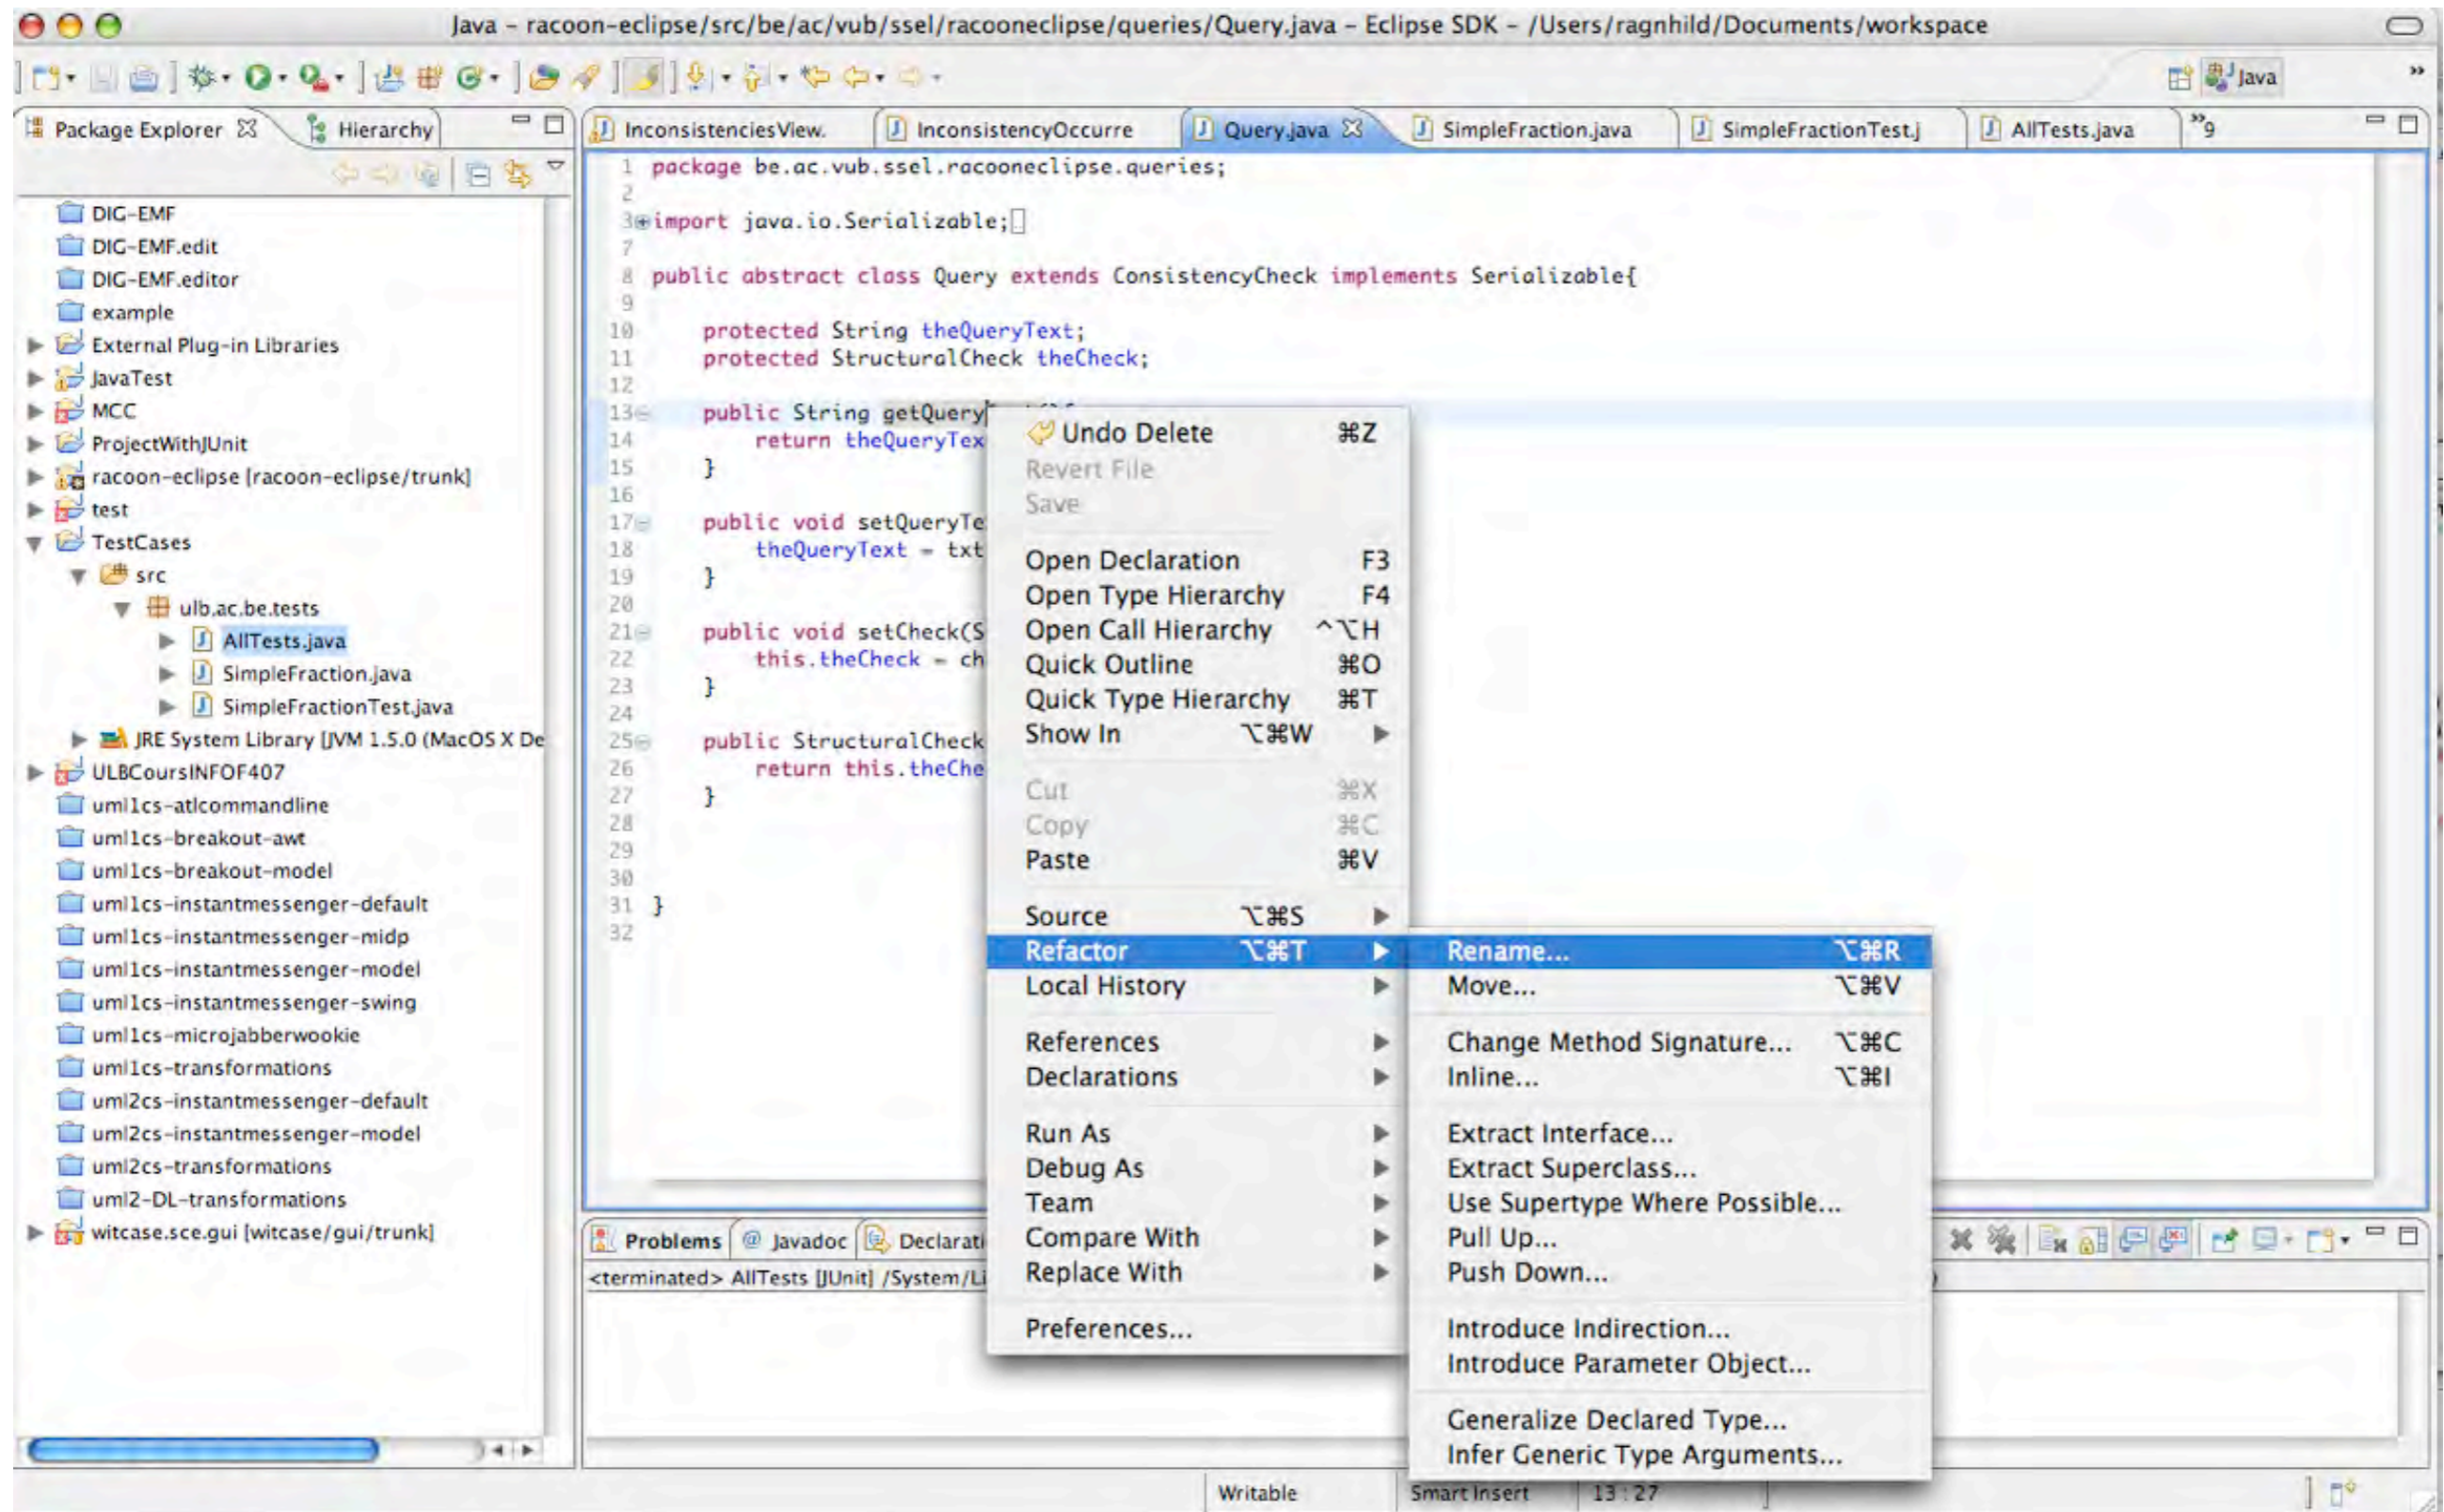 Java – racoon-eclipse/src/be/ac/vub/ssel/racooneclipse/queries/Query.java – Eclipse SDK – /Users/ragnhild/Documents/workspace
Java
»
Package Explorer
Hierarchy
InconsistenciesView.
InconsistencyOccurre
Query.java
SimpleFraction.java
SimpleFractionTest.j
AllTests.java
»9
DIG-EMF
DIG-EMF.edit
DIG-EMF.editor
example
External Plug-in Libraries
JavaTest
MCC
ProjectWithJUnit
racoon-eclipse [racoon-eclipse/trunk]
test
TestCases
src
ulb.ac.be.tests
AllTests.java
SimpleFraction.java
SimpleFractionTest.java
JRE System Library [JVM 1.5.0 (MacOS X De
ULBCoursINFOF407
uml1cs-atlcommandline
uml1cs-breakout-awt
uml1cs-breakout-model
uml1cs-instantmessenger-default
uml1cs-instantmessenger-midp
uml1cs-instantmessenger-model
uml1cs-instantmessenger-swing
uml1cs-microjabberwookie
uml1cs-transformations
uml2cs-instantmessenger-default
uml2cs-instantmessenger-model
uml2cs-transformations
uml2-DL-transformations
witcase.sce.gui [witcase/gui/trunk]
1 package be.ac.vub.ssel.racooneclipse.queries;
2
3 import java.io.Serializable;
7
8 public abstract class Query extends ConsistencyCheck implements Serializable{
9
10 protected String theQueryText;
11 protected StructuralCheck theCheck;
12
13 public String getQuery
14 return theQueryTex
15 }
16
17 public void setQueryTe
18 theQueryText = txt
19 }
20
21 public void setCheck(S
22 this.theCheck = ch
23 }
24
25 public StructuralCheck
26 return this.theChe
27 }
28
29
30
31 }
32
Undo Delete ⌘Z
Revert File
Save
Open Declaration F3
Open Type Hierarchy F4
Open Call Hierarchy ^⌥H
Quick Outline ⌘O
Quick Type Hierarchy ⌘T
Show In ⌥⌘W
Cut ⌘X
Copy ⌘C
Paste ⌘V
Source ⌥⌘S
Refactor ⌥⌘T
Local History
References
Declarations
Run As
Debug As
Team
Compare With
Replace With
Preferences...
Rename... ⌥⌘R
Move... ⌥⌘V
Change Method Signature... ⌥⌘C
Inline... ⌥⌘I
Extract Interface...
Extract Superclass...
Use Supertype Where Possible...
Pull Up...
Push Down...
Introduce Indirection...
Introduce Parameter Object...
Generalize Declared Type...
Infer Generic Type Arguments...
Problems
@ Javadoc
Declarati
<terminated> AllTests [JUnit] /System/Li
Writable
Smart Insert
13 : 27